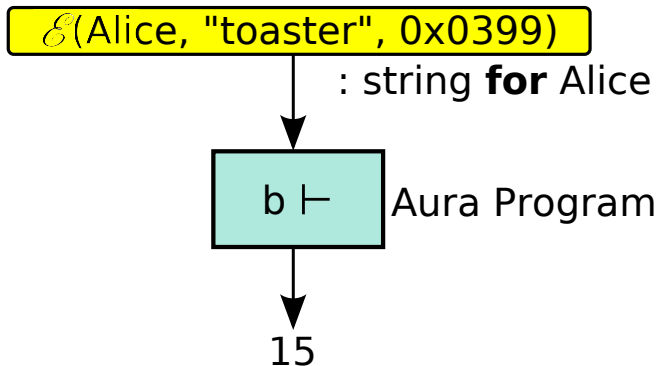 ℰ(Alice, "toaster", 0x0399)
: string for Alice
b ⊢
Aura Program
15